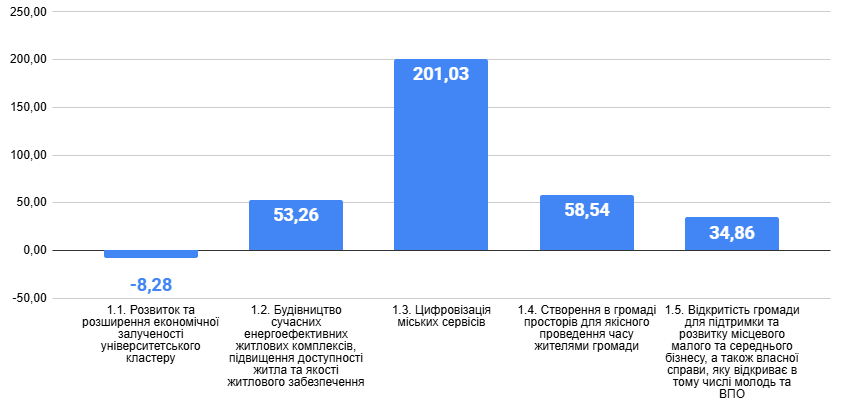 250,00
200,00
150,00
100,00
50,00
0,00
-50,00
-8,28
53,26
201,03
58,54
34,86
1.1. Розвиток та
розширення економічної
залученості
університетського
кластеру
1.2. Будівництво
сучасних
енергоефективних
житлових комплексів,
підвищення доступності
житла та якості
житлового забезпечення
1.3. Цифровізація
міських сервісів
1.4. Створення в громаді
просторів для якісного
проведення часу
жителями громади
1.5. Відкритість громади
для підтримки та
розвитку місцевого
малого та середнього
бізнесу, а також власної
справи, яку відкриває в
тому числі молодь та
ВПО